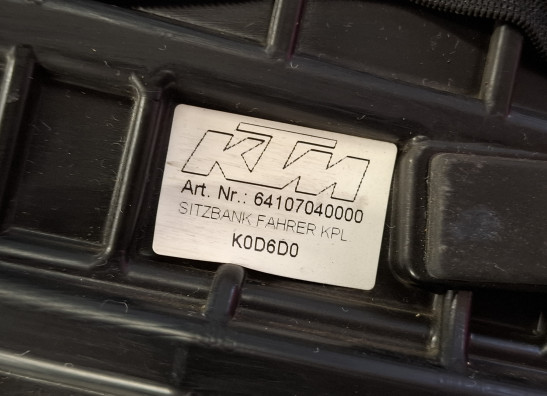 KTM
Art. Nr.: 64107040000
SITZBANK FAHRER KPL
K0D6D0